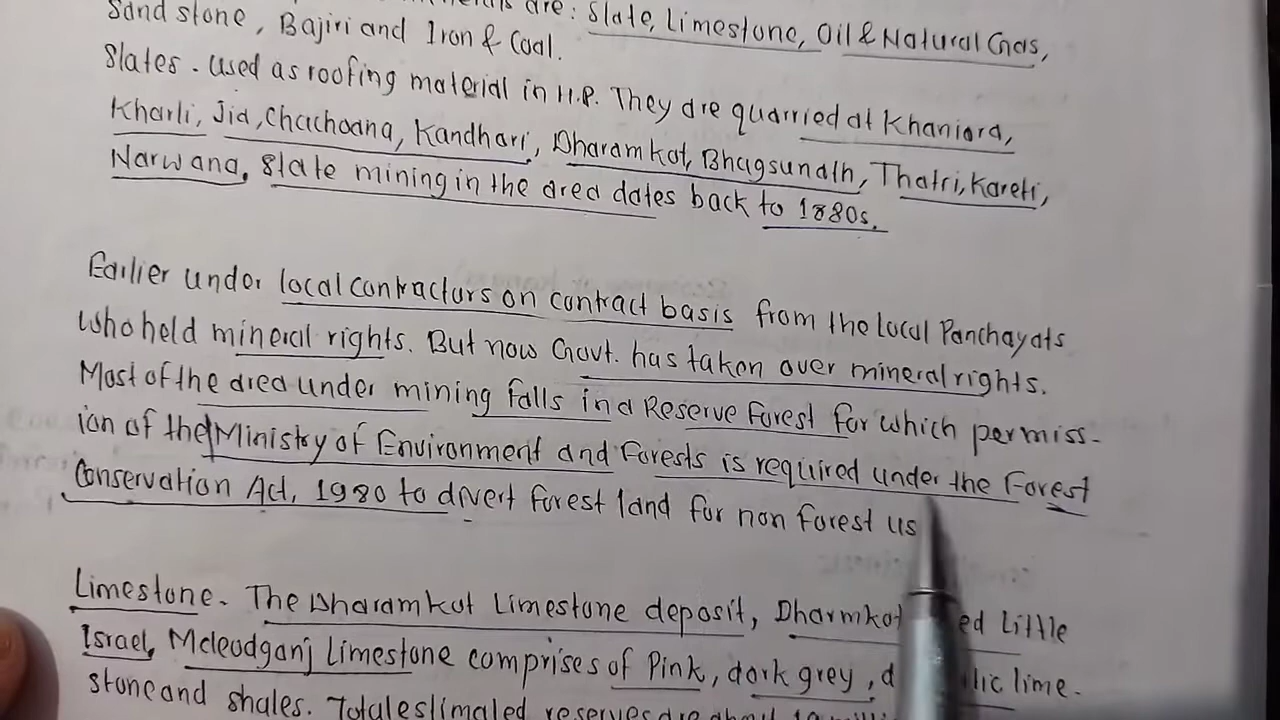 are: Slate, Limestone, Oil & Natural Gas,
Sand stone, Bajiri and Iron & Coal.
Slates. used as roofing material in H.P. They are quarried at Khaniara,
Kharli, Jia, Chachoana, Kandhari, Dharamkot, Bhagsunath, Thatri, Kareti,
Narwana, Slate mining in the area dates back to 1880s.
Earlier under local contractors on contract basis from the local Panchayats
who held mineral rights. But now Govt. has taken over mineral rights.
Most of the area under mining falls in a Reserve Forest for which permiss-
ion of the Ministry of Environment and Forests is required under the Forest
Conservation Act, 1980 to divert forest land for non forest us
Limestone. The Dharamkot Limestone deposit, Dharmkot ed Little
Israel, Mcleodganj Limestone comprises of Pink, dark grey, lime-
stone and shales. Total estimated reserves are about